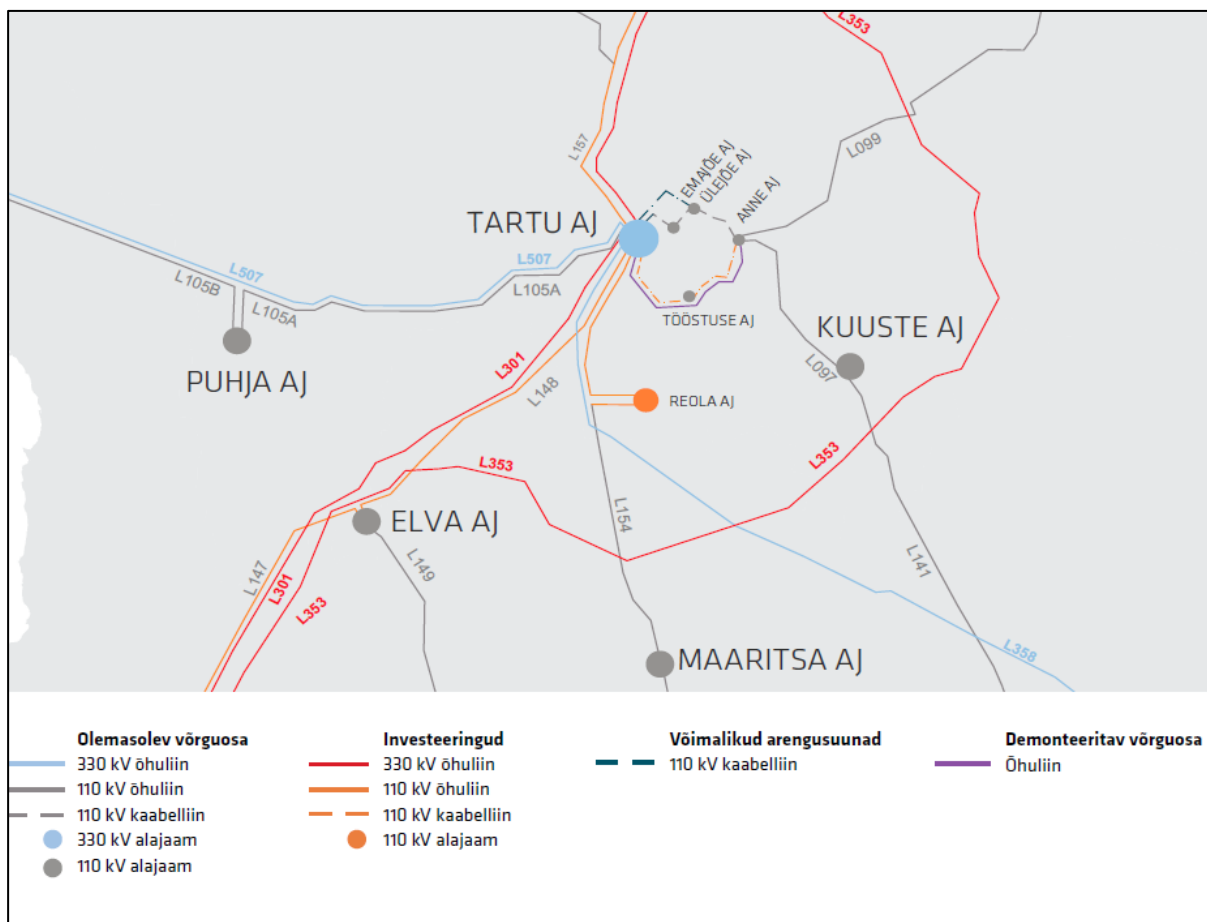 L353
L099
L157
EMAJÕE AJ
ÜLEJÕE AJ
ANNE AJ
TARTU AJ
L507
L507
L105B
L105A
L105A
TÖÖSTUSE AJ
KUUSTE AJ
PUHJA AJ
L301
L148
L097
REOLA AJ
L353
L353
ELVA AJ
L154
L149
L147
L301
L353
L141
MAARITSA AJ
L358
Olemasolev võrguosa
330 kV õhuliin
110 kV õhuliin
110 kV kaabelliin
330 kV alajaam
110 kV alajaam
Investeeringud
330 kV õhuliin
110 kV õhuliin
110 kV kaabelliin
110 kV alajaam
Võimalikud arengusuunad
110 kV kaabelliin
Demonteeritav võrguosa
Õhuliin